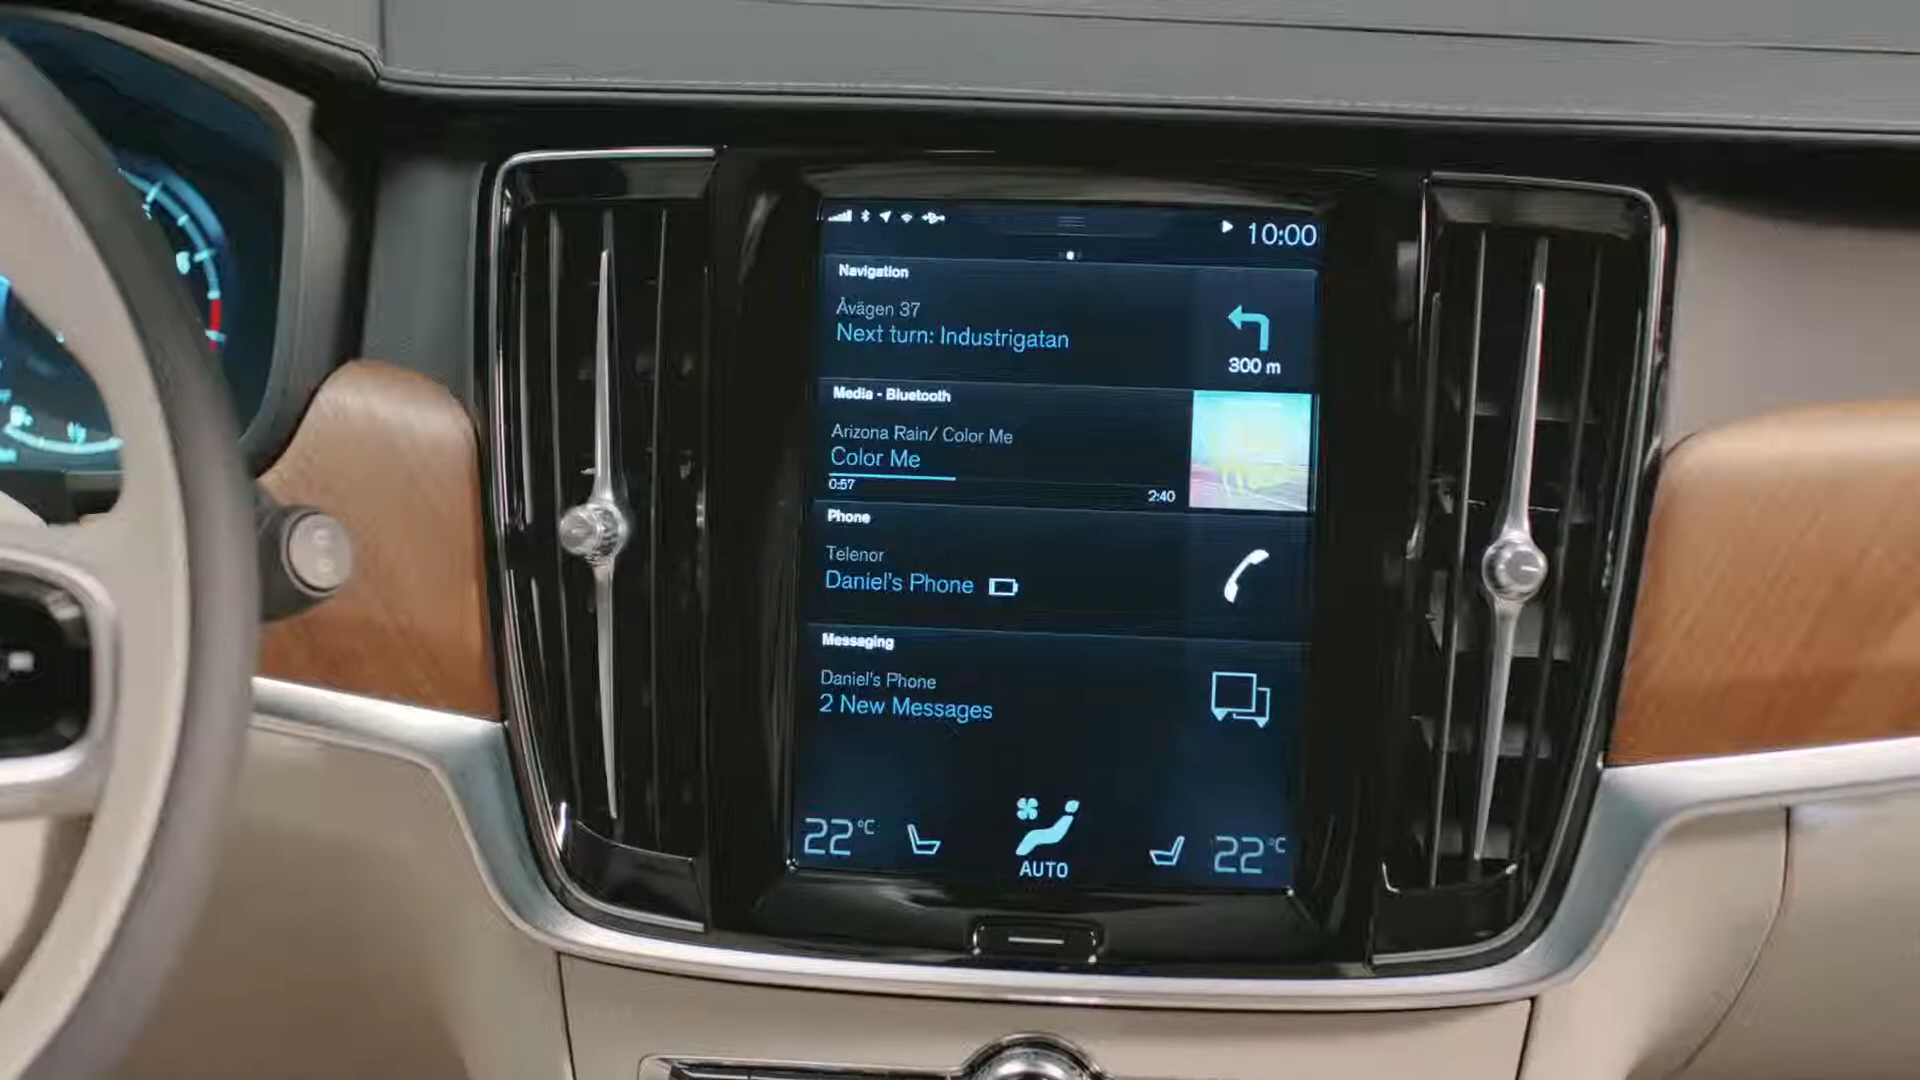 10:00
Navigation
Åvägen 37
Next turn: Industrigatan
300 m
Media - Bluetooth
Arizona Rain/ Color Me
Color Me
0:57
2:40
Phone
Telenor
Daniel's Phone
Messaging
Daniel's Phone
2 New Messages
22°C
AUTO
22°C